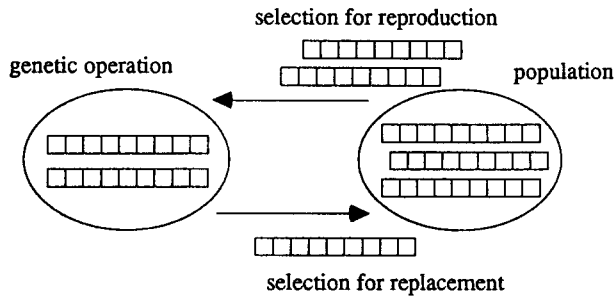 selection for reproduction
genetic operation
population
selection for replacement